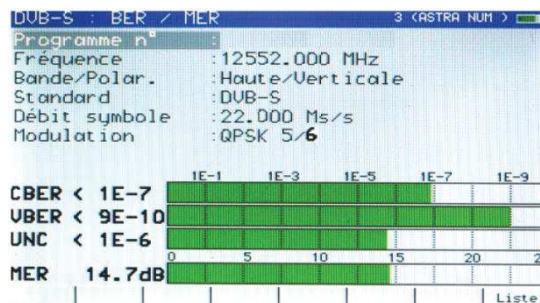 DVB-S : BER / MER 3 (ASTRA NUM )
Programme n° :
Fréquence :12552.000 MHz
Bande/Polar. :Haute/Verticale
Standard :DVB-S
Débit symbole :22.000 Ms/s
Modulation :QPSK 5/6
1E-1 1E-3 1E-5 1E-7 1E-9
CBER < 1E-7
VBER < 9E-10
UNC < 1E-6
0 5 10 15 20 2
MER 14.7dB
Liste